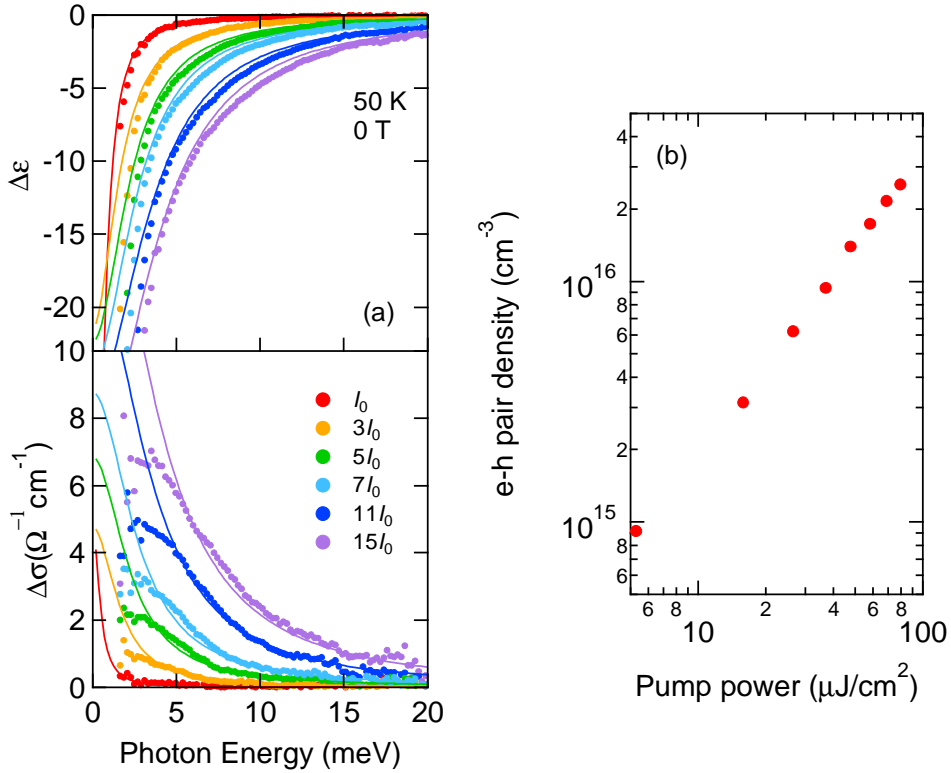 0
-5
-10
-15
-20
Δε
50 K
0 T
(a)
10
8
6
4
2
0
Δσ(Ω⁻¹ cm⁻¹)
I₀
3I₀
5I₀
7I₀
11I₀
15I₀
0
5
10
15
20
Photon Energy (meV)
(b)
4
2
10¹⁶
8
6
4
2
10¹⁵
8
6
e-h pair density (cm⁻³)
6
8
10
2
4
6
8
100
Pump power (μJ/cm²)